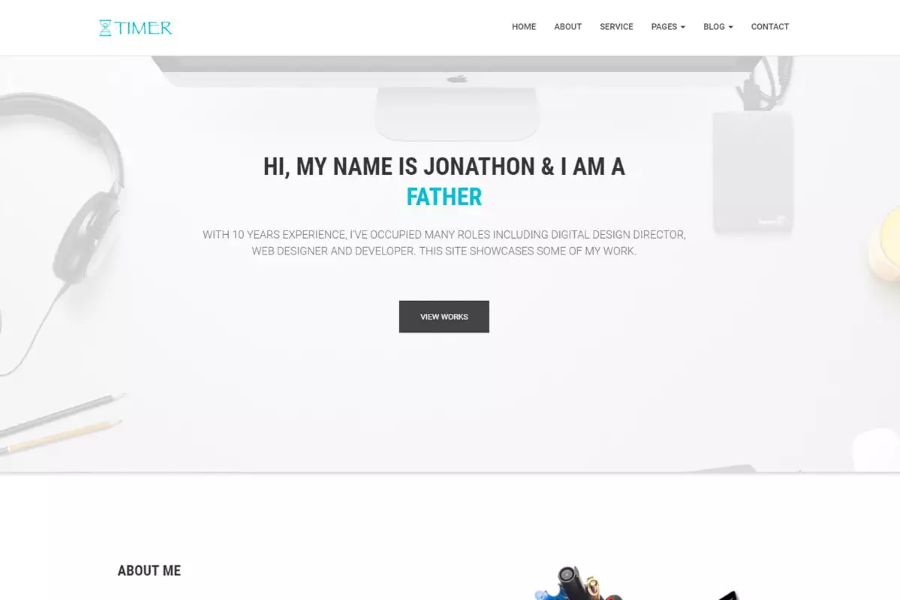 TIMER
HOME ABOUT SERVICE PAGES BLOG CONTACT
HI, MY NAME IS JONATHON & I AM A
FATHER
WITH 10 YEARS EXPERIENCE, I'VE OCCUPIED MANY ROLES INCLUDING DIGITAL DESIGN DIRECTOR,
WEB DESIGNER AND DEVELOPER. THIS SITE SHOWCASES SOME OF MY WORK.
VIEW WORKS
ABOUT ME